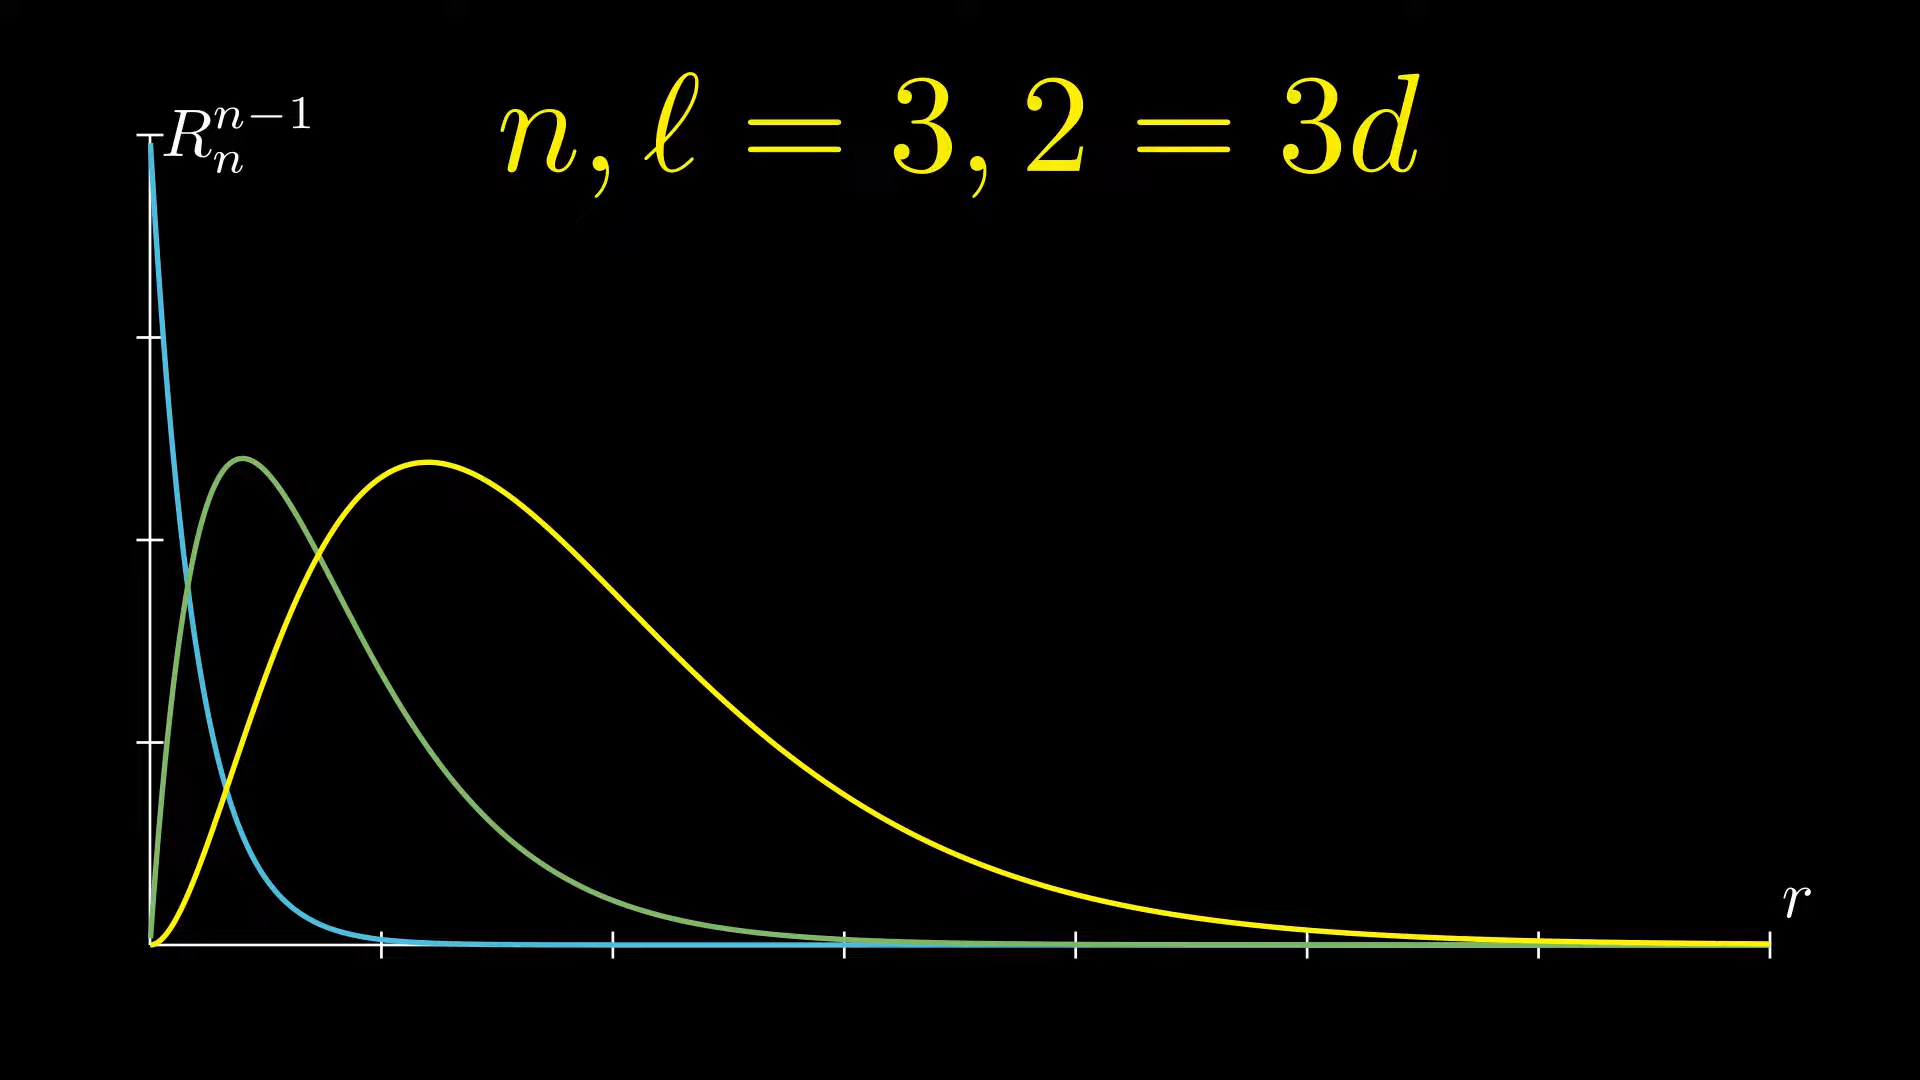 n, ℓ = 3, 2 = 3d
R_n^{n-1}
r